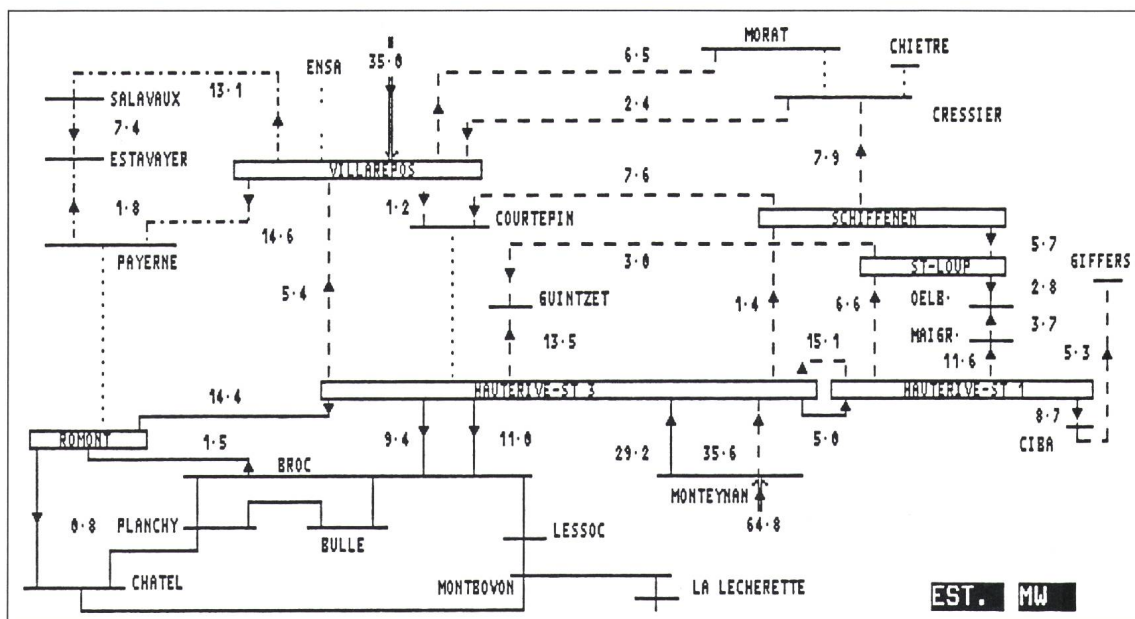 MORAT
CHIETRE
ENSA
35·0
6·5
SALAVAUX
13·1
2·4
CRESSIER
7·4
ESTAVAYER
VILLAREPOS
7·9
7·6
1·8
1·2
COURTEPIN
SCHIFFENEN
14·6
5·7
GIFFERS
PAYERNE
3·0
ST-LOUP
2·8
5·4
GUINTZET
1·4
6·6
OELB·
3·7
MAIGR·
13·5
15·1
11·6
5·3
14·4
HAUTERIVE-ST 3
HAUTERIVE-ST 1
8·7
ROMONT
1·5
9·4
11·0
29·2
35·6
5·0
CIBA
BROC
MONTEYNAN
0·8
PLANCHY
64·8
LESSOC
BULLE
CHATEL
MONTBOVON
LA LECHERETTE
EST. MW